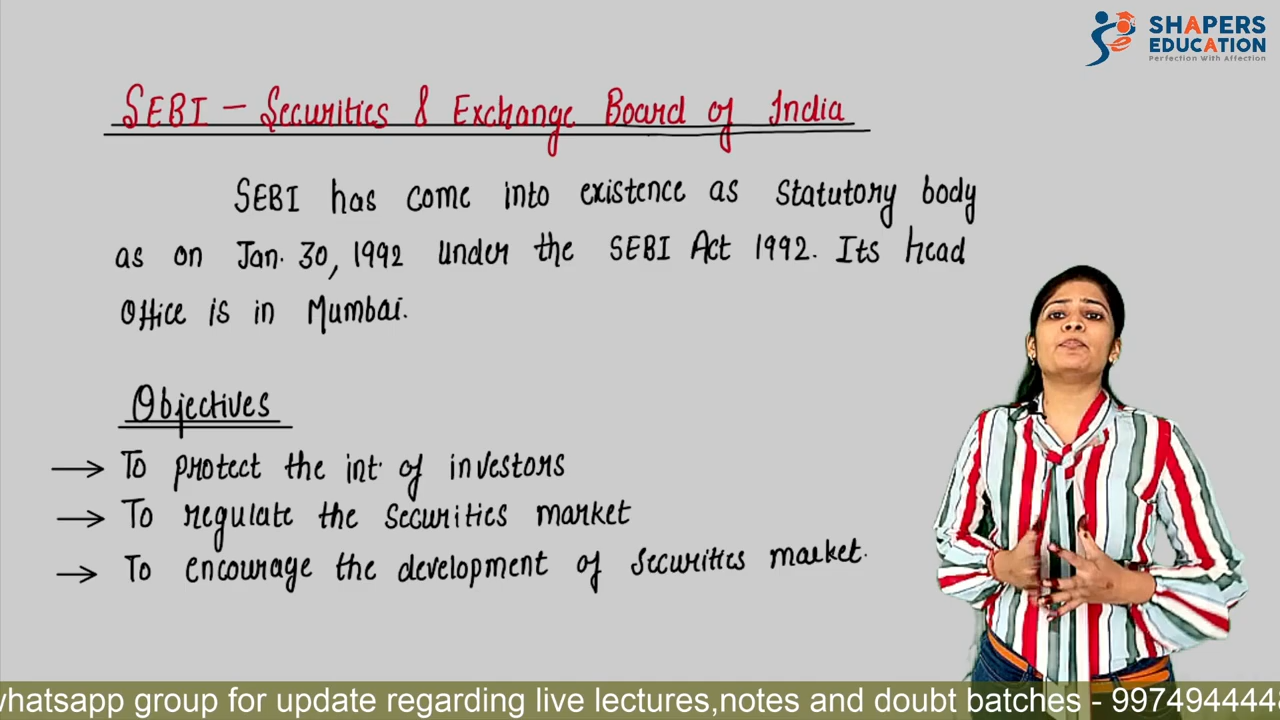 SHAPERS
EDUCATION
Perfection With Affection
SEBI - Securities & Exchange Board of India
SEBI has come into existence as statutory body
as on Jan. 30, 1992 under the SEBI Act 1992. Its head
office is in Mumbai.
Objectives
→ To protect the int. of investors
→ To regulate the securities market
→ To encourage the development of securities market.
whatsapp group for update regarding live lectures,notes and doubt batches - 997494444